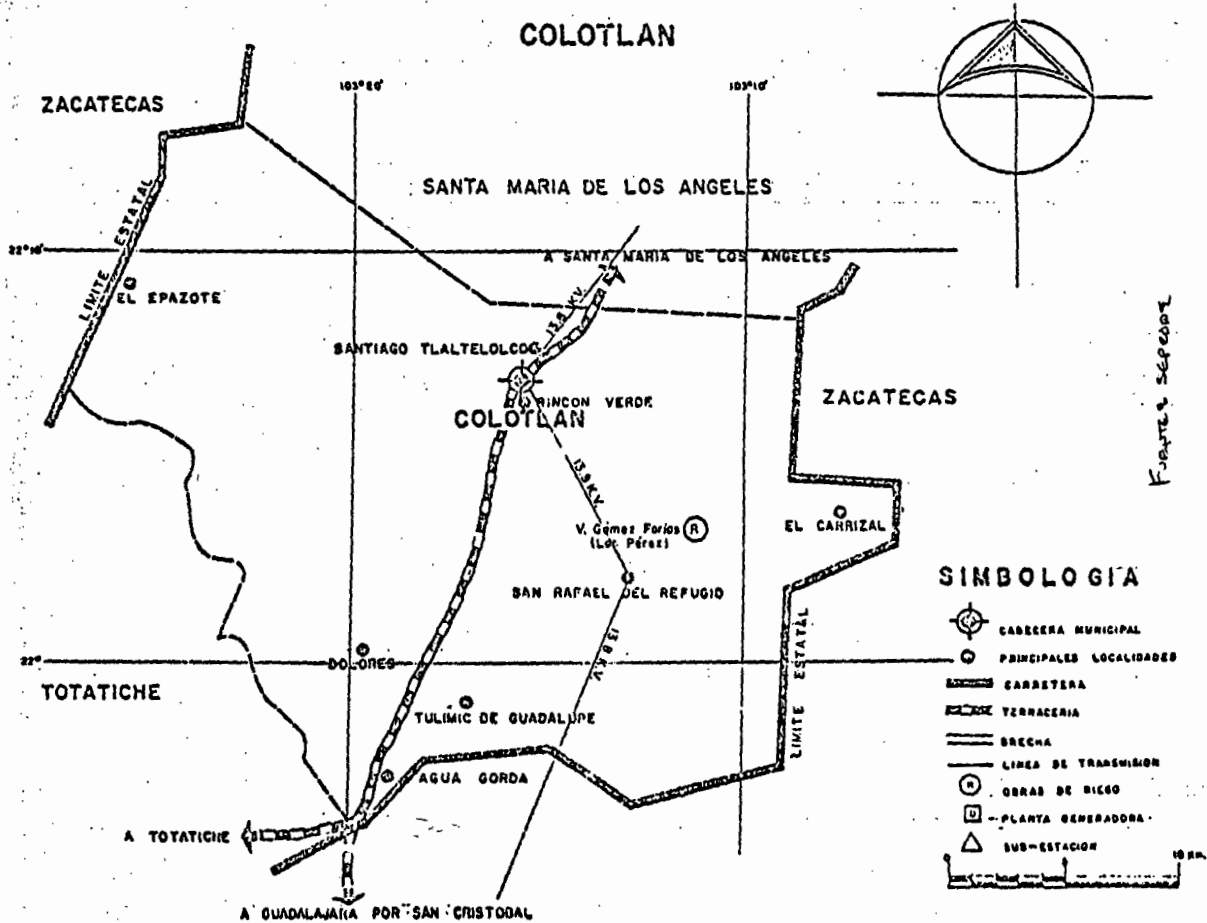 COLOTLAN
103° 20'
103° 10'
ZACATECAS
SANTA MARIA DE LOS ANGELES
LIMITE ESTATAL
22° 10'
A SANTA MARIA DE LOS ANGELES
EL EPAZOTE
13.8 KV.
SANTIAGO TLALTELOLCO
RINCON VERDE
COLOTLAN
ZACATECAS
13.8 K.V.
V. Gómez Farías
(Los Pérez)
R
EL CARRIZAL
SAN RAFAEL DEL REFUGIO
13.8 K.V.
22°
DOLORES
LIMITE ESTATAL
TOTATICHE
TULIMIC DE GUADALUPE
AGUA GORDA
A TOTATICHE
A GUADALAJARA POR SAN CRISTOBAL
SIMBOLOGIA
CABECERA MUNICIPAL
PRINCIPALES LOCALIDADES
CARRETERA
TERRACERIA
BRECHA
LINEA DE TRANSMISION
R OBRAS DE RIEGO
PLANTA GENERADORA
SUB-ESTACION
10 Km.